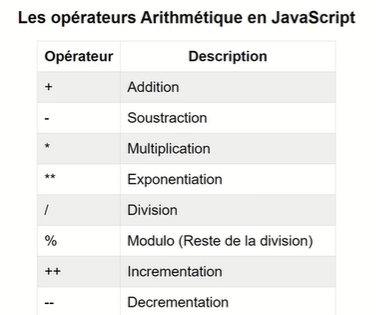 Les opérateurs Arithmétique en JavaScript
Opérateur Description
+ Addition
- Soustraction
* Multiplication
** Exponentiation
/ Division
% Modulo (Reste de la division)
++ Incrementation
-- Decrementation